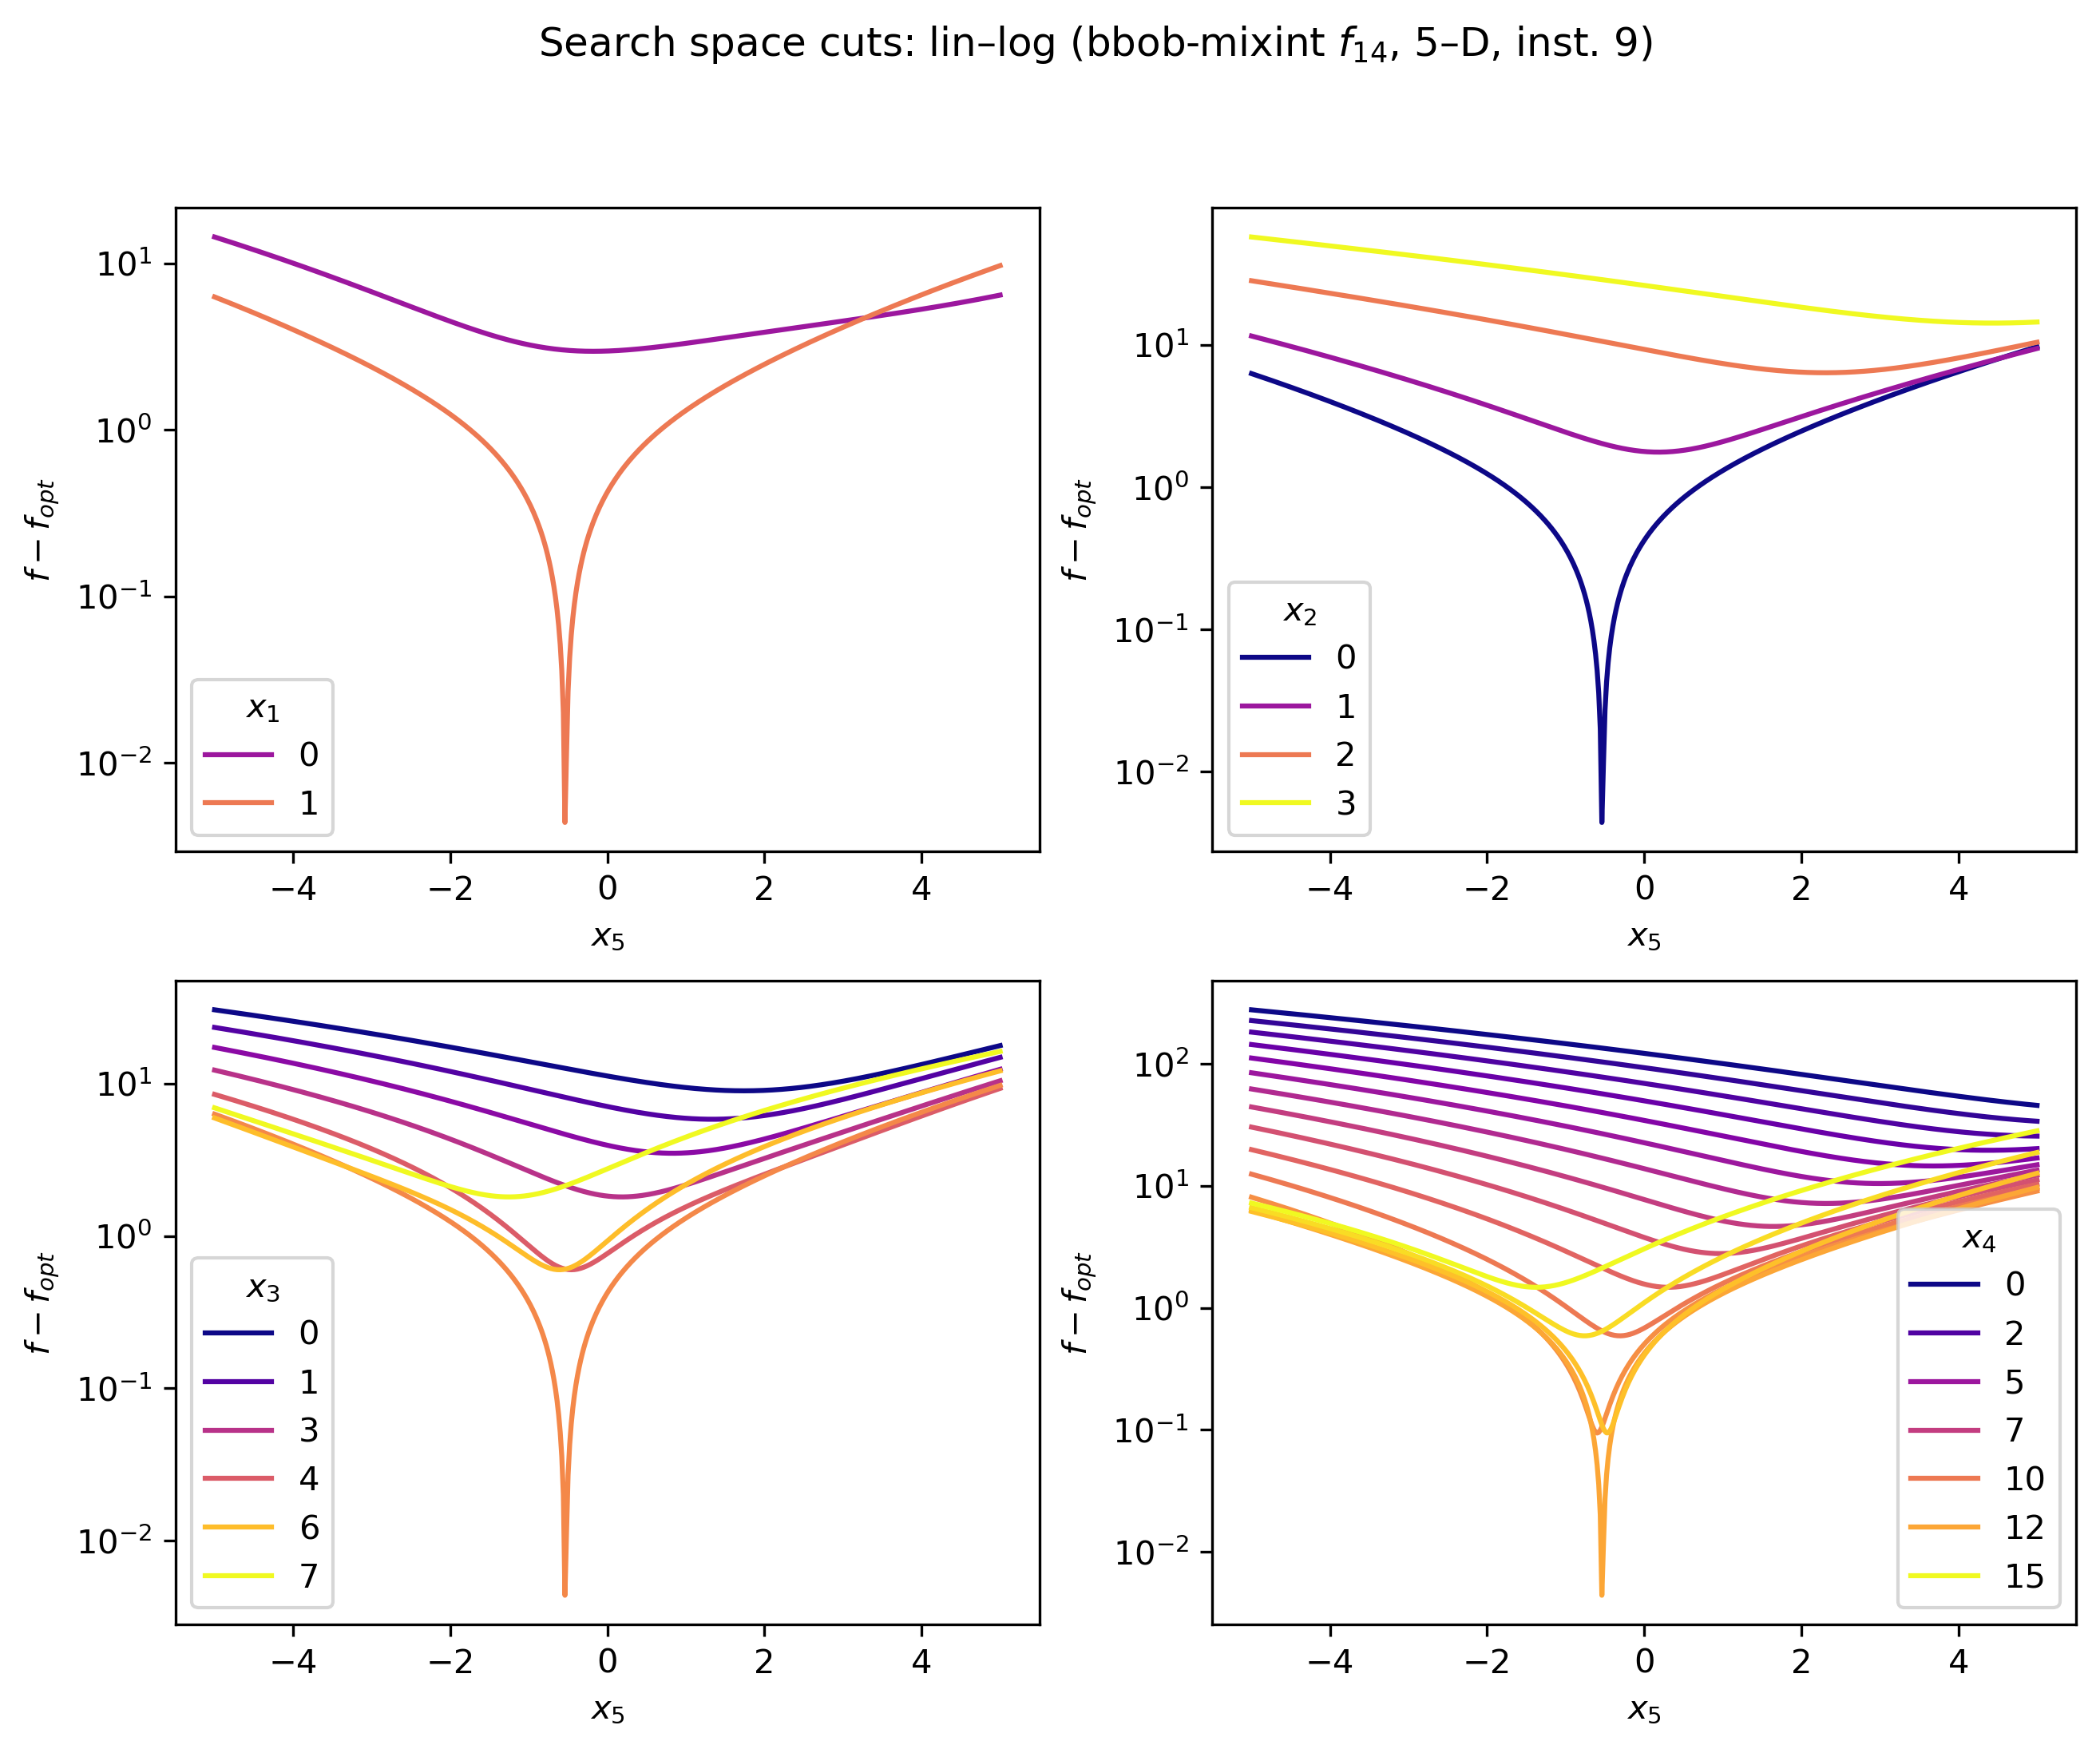 Search space cuts: lin–log (bbob-mixint f14, 5–D, inst. 9)
10^1
10^0
10^−1
10^−2
f − fopt
x1
0
1
−4 −2 0 2 4
x5
10^1
10^0
10^−1
10^−2
f − fopt
x2
0
1
2
3
−4 −2 0 2 4
x5
10^1
10^0
10^−1
10^−2
f − fopt
x3
0
1
3
4
6
7
−4 −2 0 2 4
x5
10^2
10^1
10^0
10^−1
10^−2
f − fopt
x4
0
2
5
7
10
12
15
−4 −2 0 2 4
x5